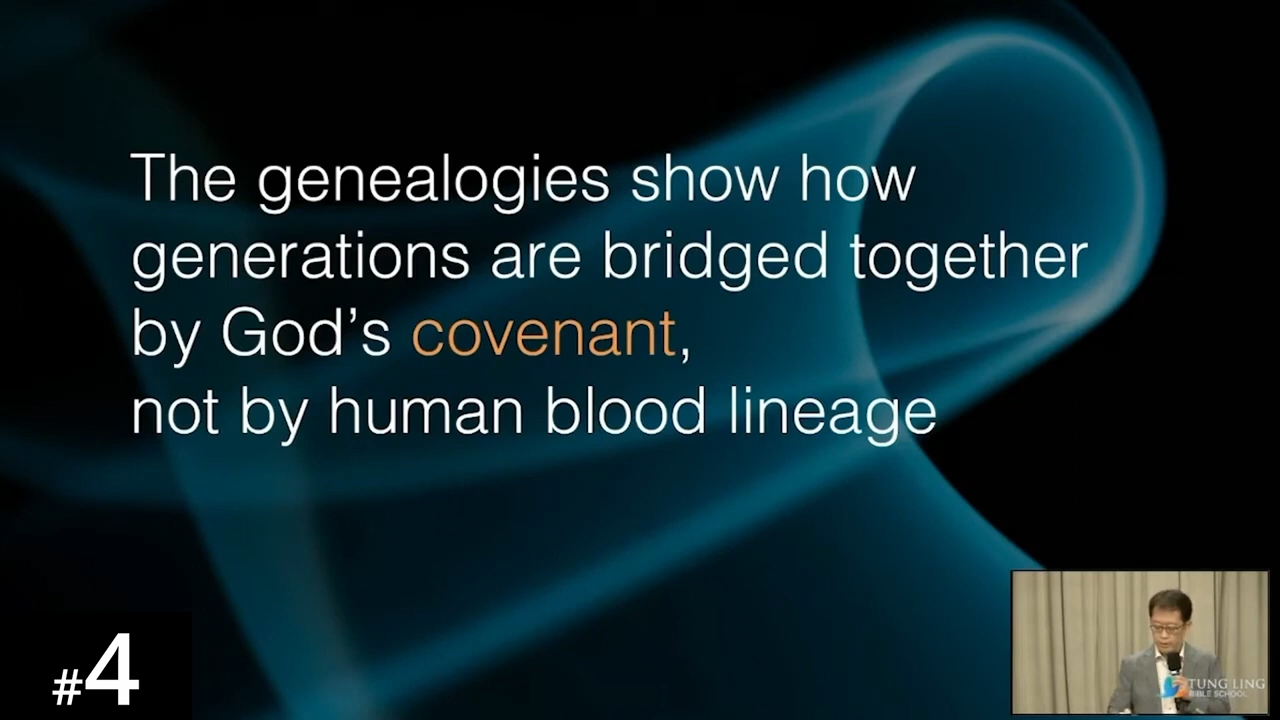 The genealogies show how
generations are bridged together
by God’s covenant,
not by human blood lineage
#4
TUNG LING
BIBLE SCHOOL